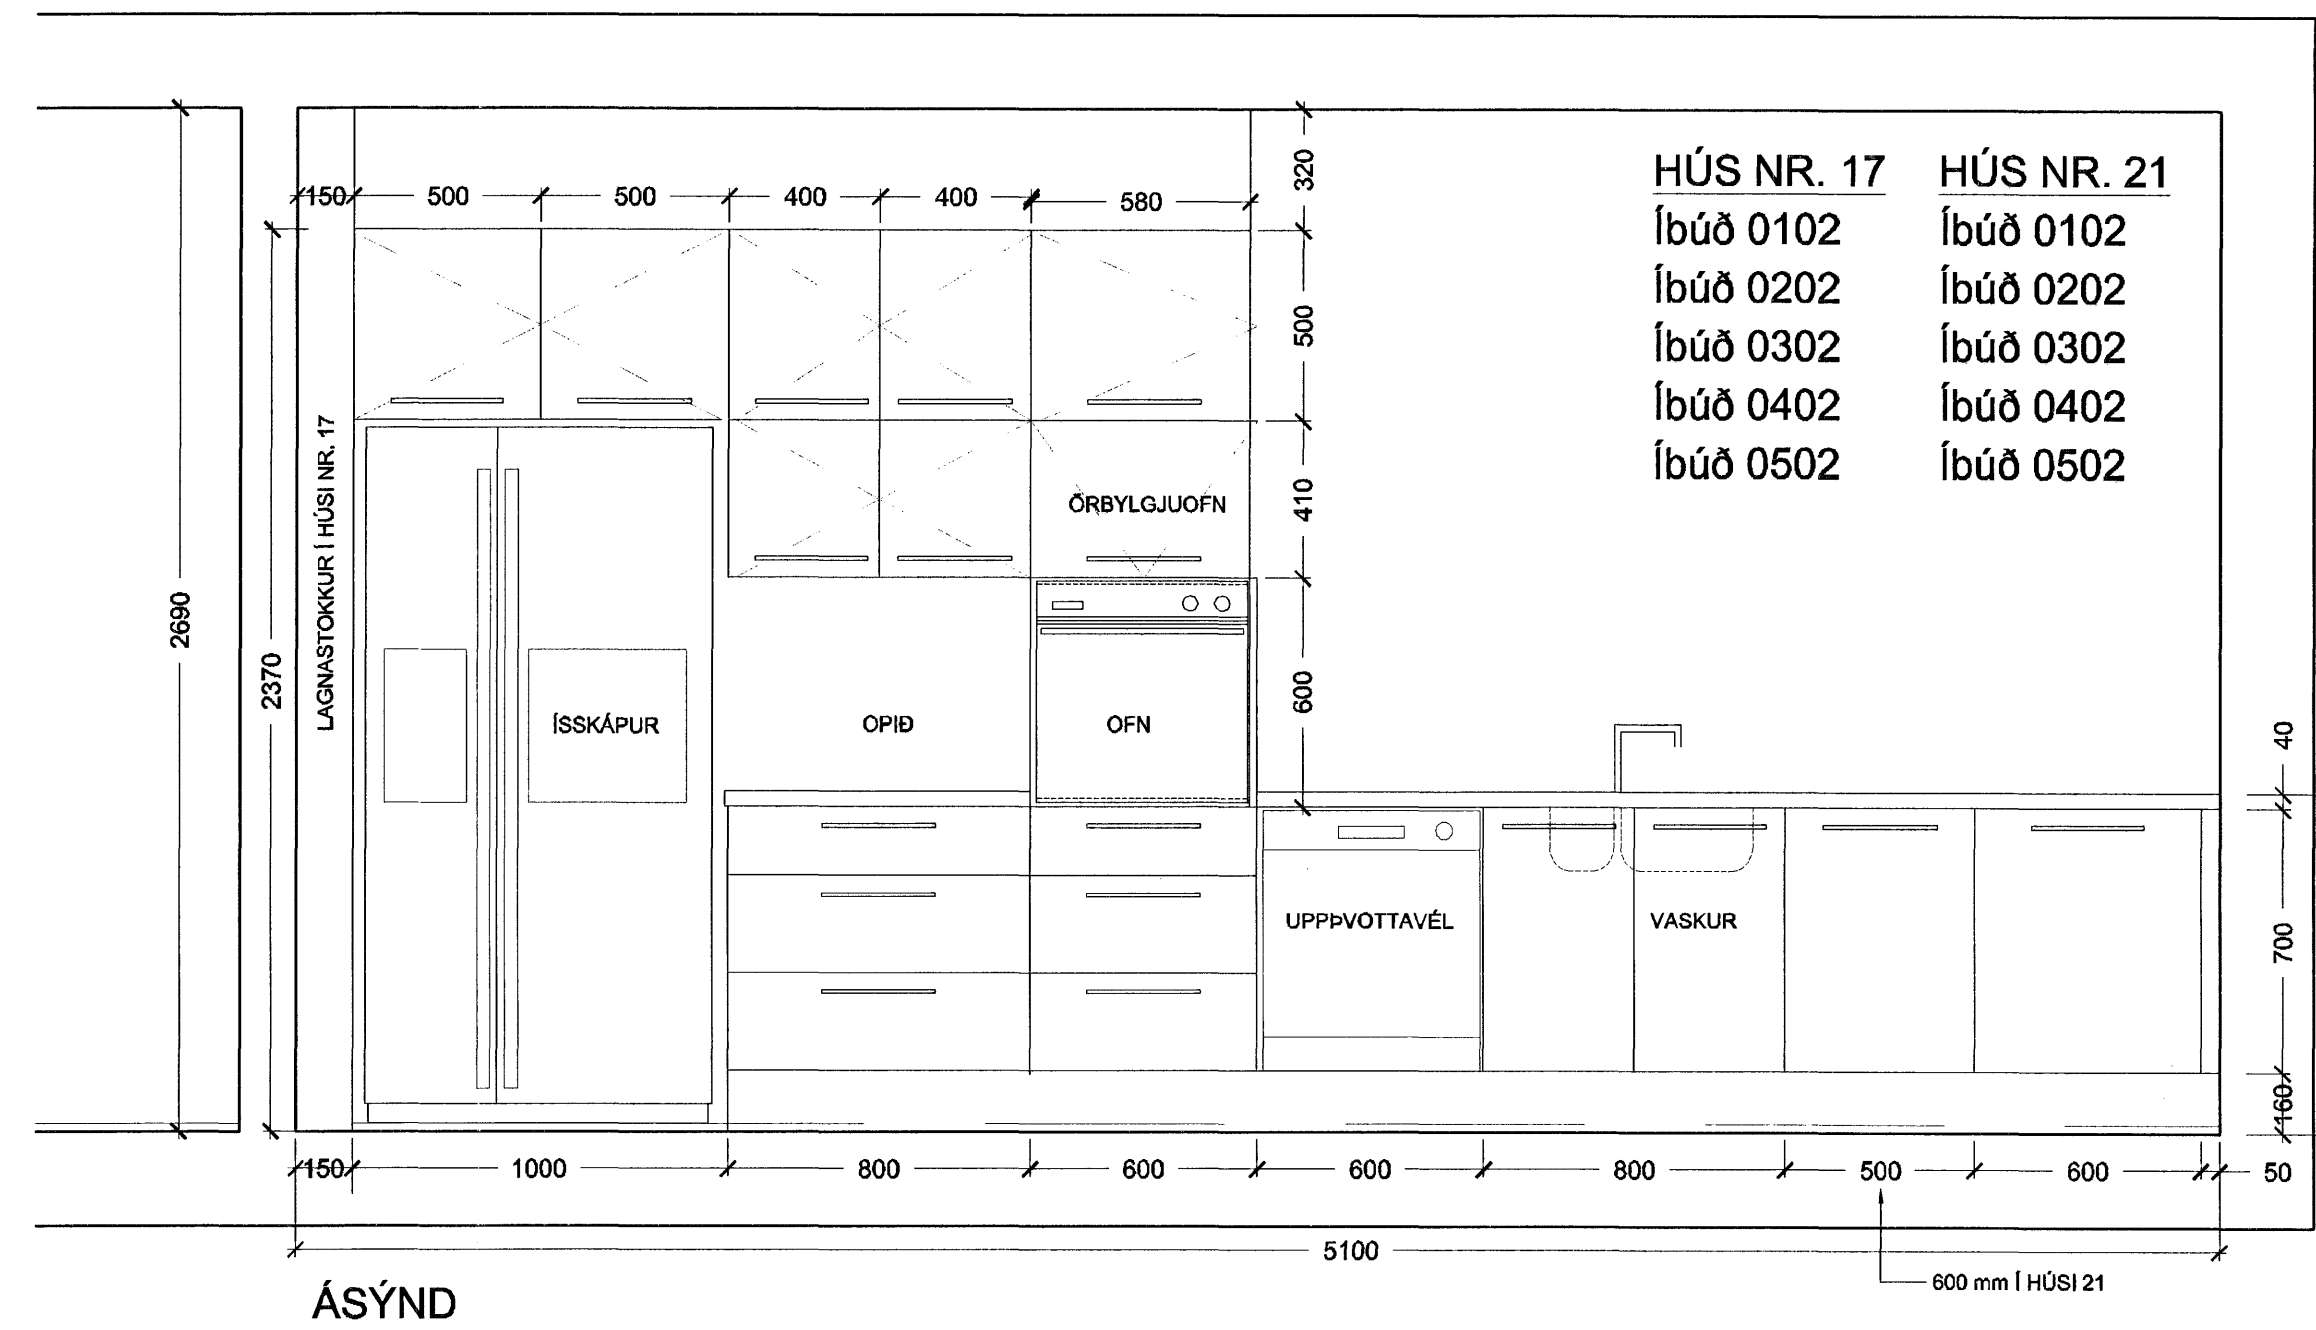 HÚS NR. 17 HÚS NR. 21
Íbúð 0102 Íbúð 0102
Íbúð 0202 Íbúð 0202
Íbúð 0302 Íbúð 0302
Íbúð 0402 Íbúð 0402
Íbúð 0502 Íbúð 0502
150 500 500 400 400 580
320
500
410
600
2690
2370
LAGNASTOKKUR Í HÚSI NR. 17
ÖRBYLGJUOFN
ÍSSKÁPUR
OPIÐ
OFN
UPPÞVOTTAVÉL
VASKUR
40
700
160
150 1000 800 600 600 800 500 600 50
5100
600 mm Í HÚSI 21
ÁSÝND